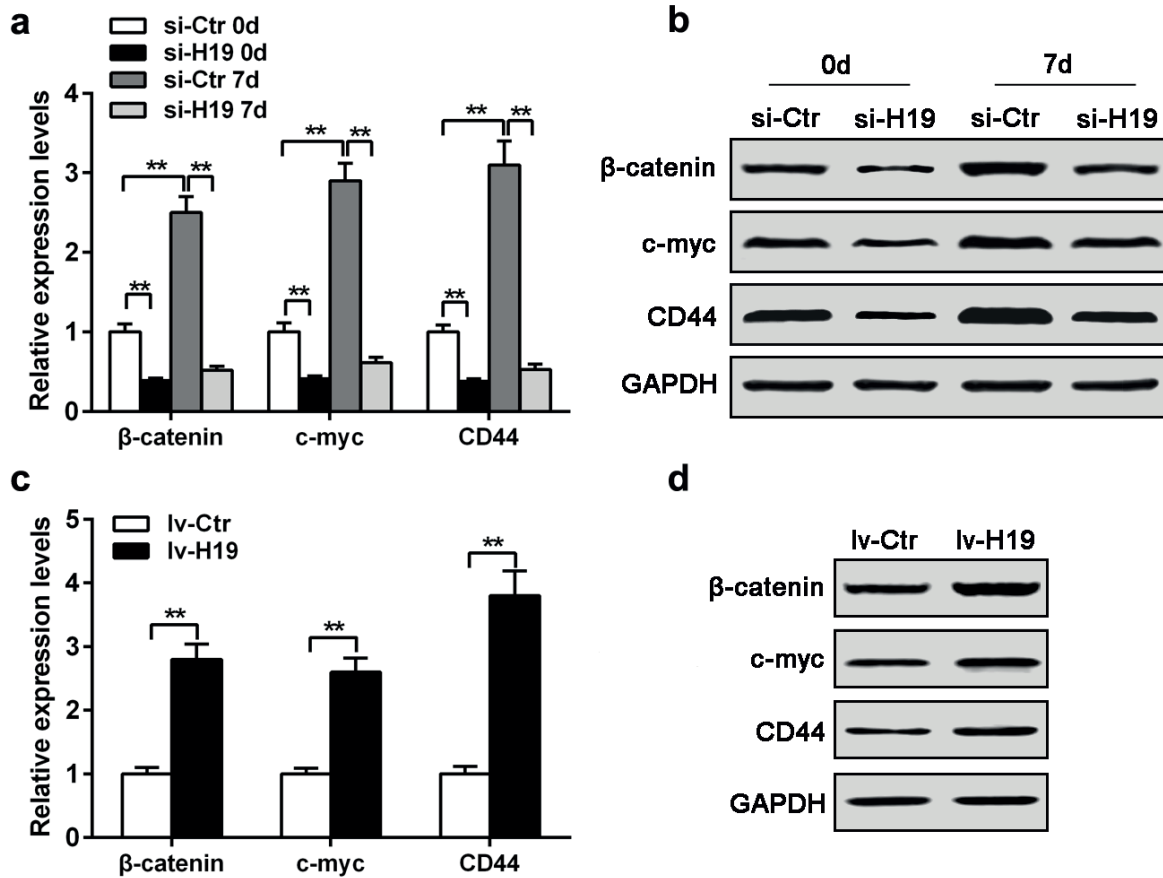 a
si-Ctr 0d
si-H19 0d
si-Ctr 7d
si-H19 7d
Relative expression levels
4
3
2
1
0
** ** ** ** ** ** ** ** **
β-catenin c-myc CD44
b
0d 7d
si-Ctr si-H19 si-Ctr si-H19
β-catenin
c-myc
CD44
GAPDH
c
lv-Ctr
lv-H19
Relative expression levels
5
4
3
2
1
0
** ** **
β-catenin c-myc CD44
d
lv-Ctr lv-H19
β-catenin
c-myc
CD44
GAPDH